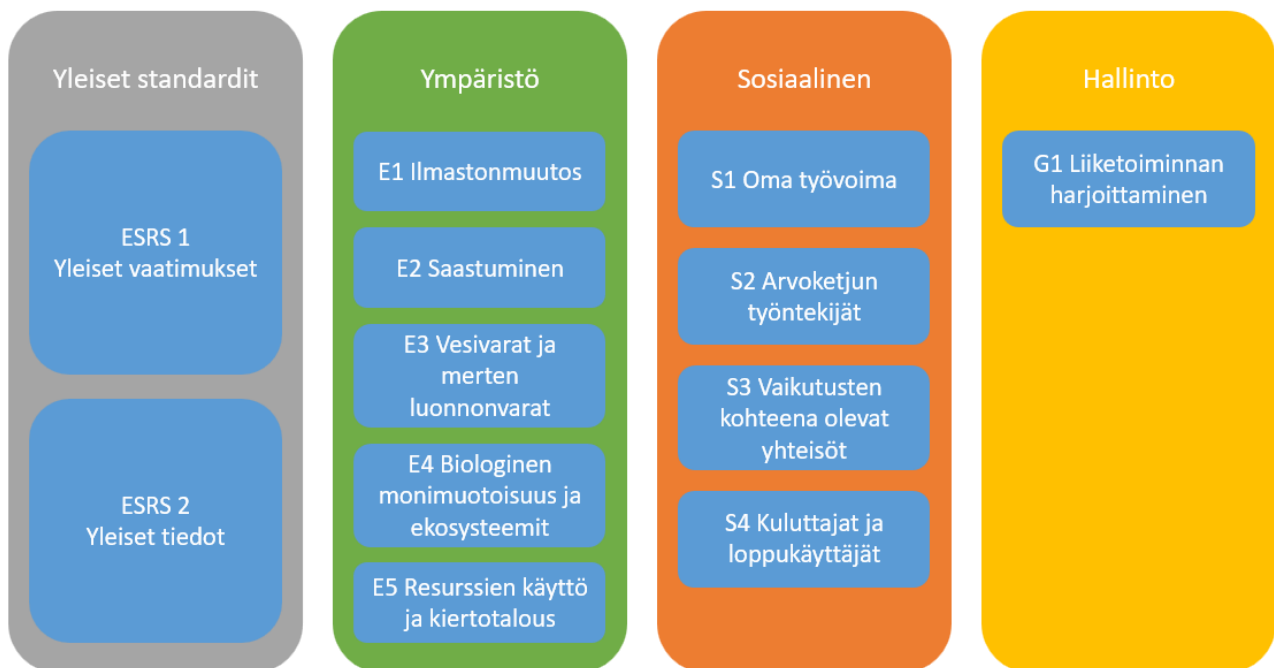 Yleiset standardit
ESRS 1
Yleiset vaatimukset
ESRS 2
Yleiset tiedot
Ympäristö
E1 Ilmastonmuutos
E2 Saastuminen
E3 Vesivarat ja
merten
luonnonvarat
E4 Biologinen
monimuotoisuus ja
ekosysteemit
E5 Resurssien käyttö
ja kiertotalous
Sosiaalinen
S1 Oma työvoima
S2 Arvoketjun
työntekijät
S3 Vaikutusten
kohteena olevat
yhteisöt
S4 Kuluttajat ja
loppukäyttäjät
Hallinto
G1 Liiketoiminnan
harjoittaminen